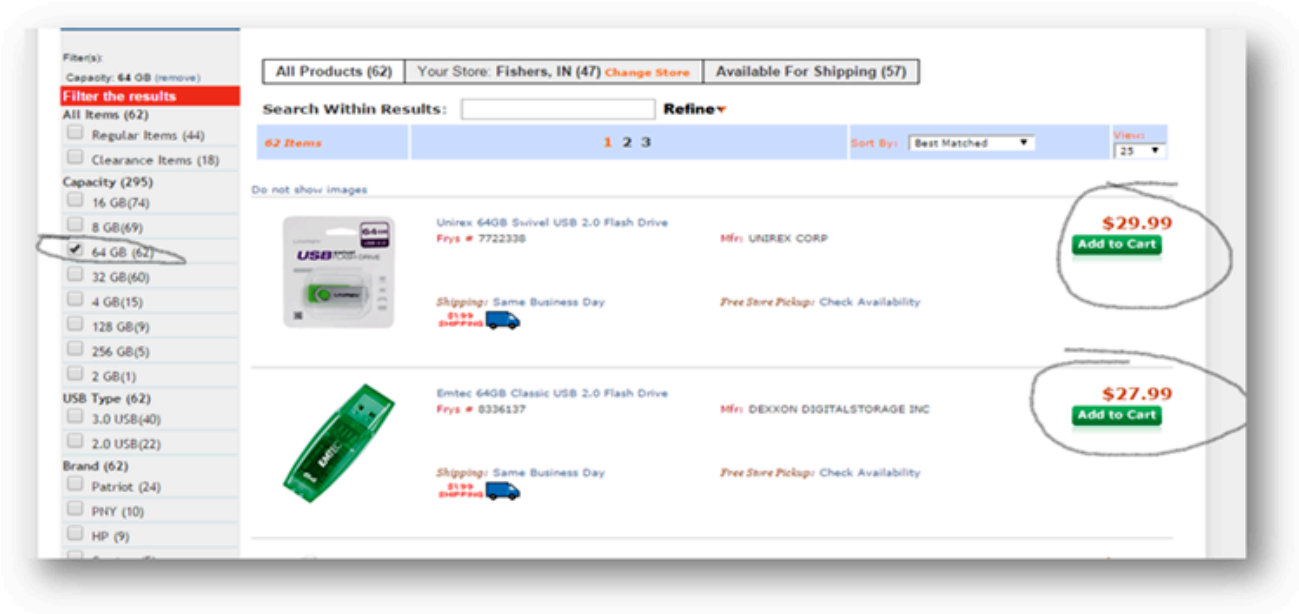 Filter(s):
Capacity: 64 GB (remove)
Filter the results
All Items (62)
Regular Items (44)
Clearance Items (18)
Capacity (295)
16 GB(74)
8 GB(69)
64 GB (62)
32 GB(60)
4 GB(15)
128 GB(9)
256 GB(5)
2 GB(1)
USB Type (62)
3.0 USB(40)
2.0 USB(22)
Brand (62)
Patriot (24)
PNY (10)
HP (9)
All Products (62) Your Store: Fishers, IN (47) Change Store Available For Shipping (57)
Search Within Results: Refine
62 Items 1 2 3 Sort By: Best Matched View: 25
Do not show images
Unirex 64GB Swivel USB 2.0 Flash Drive $29.99
Frys # 7722338 Mfr: UNIREX CORP Add to Cart
USB
Shipping: Same Business Day Free Store Pickup: Check Availability
$1.99
SHIPPING
Emtec 64GB Classic USB 2.0 Flash Drive $27.99
Frys # 8336137 Mfr: DEXXON DIGITALSTORAGE INC Add to Cart
EMTEC
Shipping: Same Business Day Free Store Pickup: Check Availability
$1.99
SHIPPING